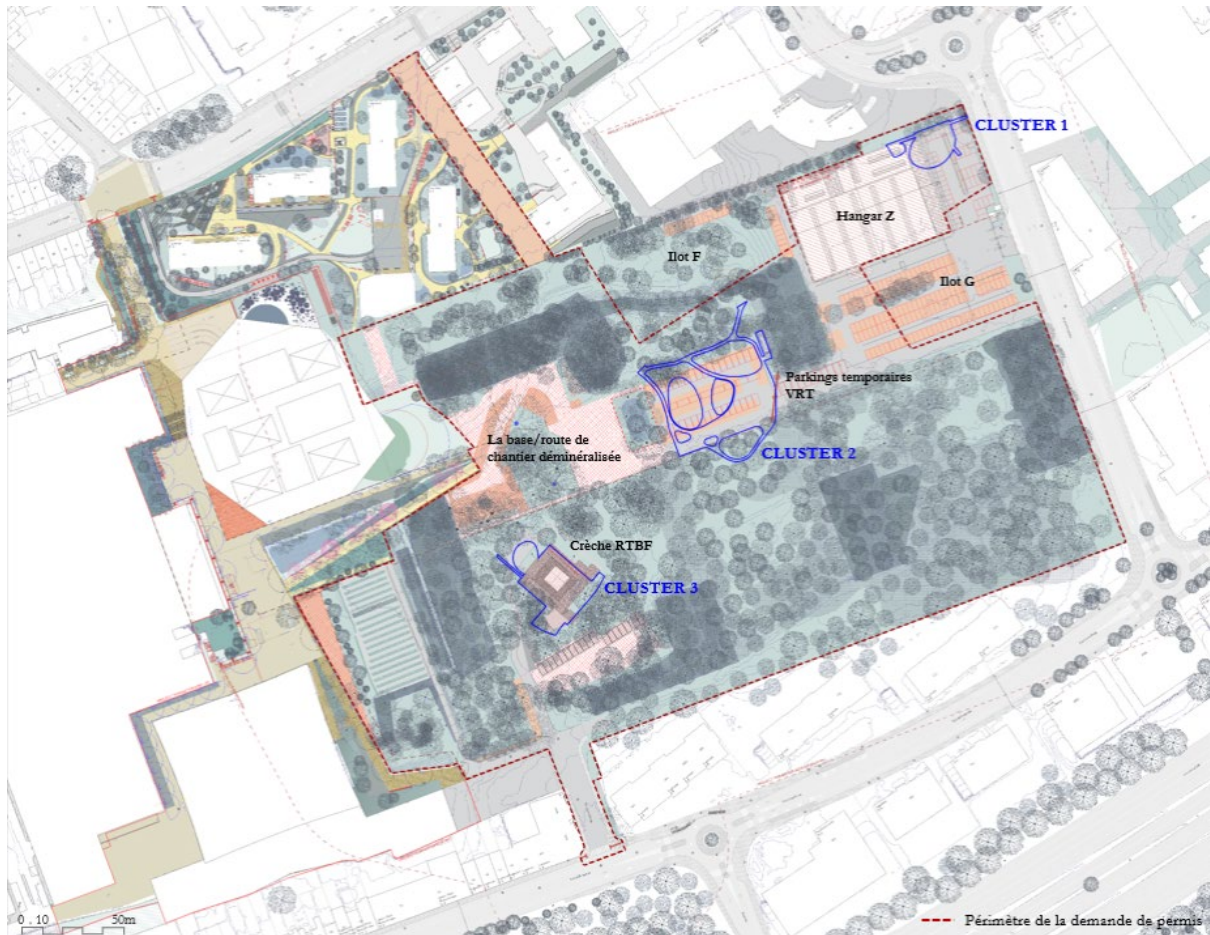 CLUSTER 1
Hangar Z
Ilot F
Ilot G
Parkings temporaires
VRT
La base/route de
chantier déminéralisée
CLUSTER 2
Crèche RTBF
CLUSTER 3
0 . 10 50m
Périmètre de la demande de permis